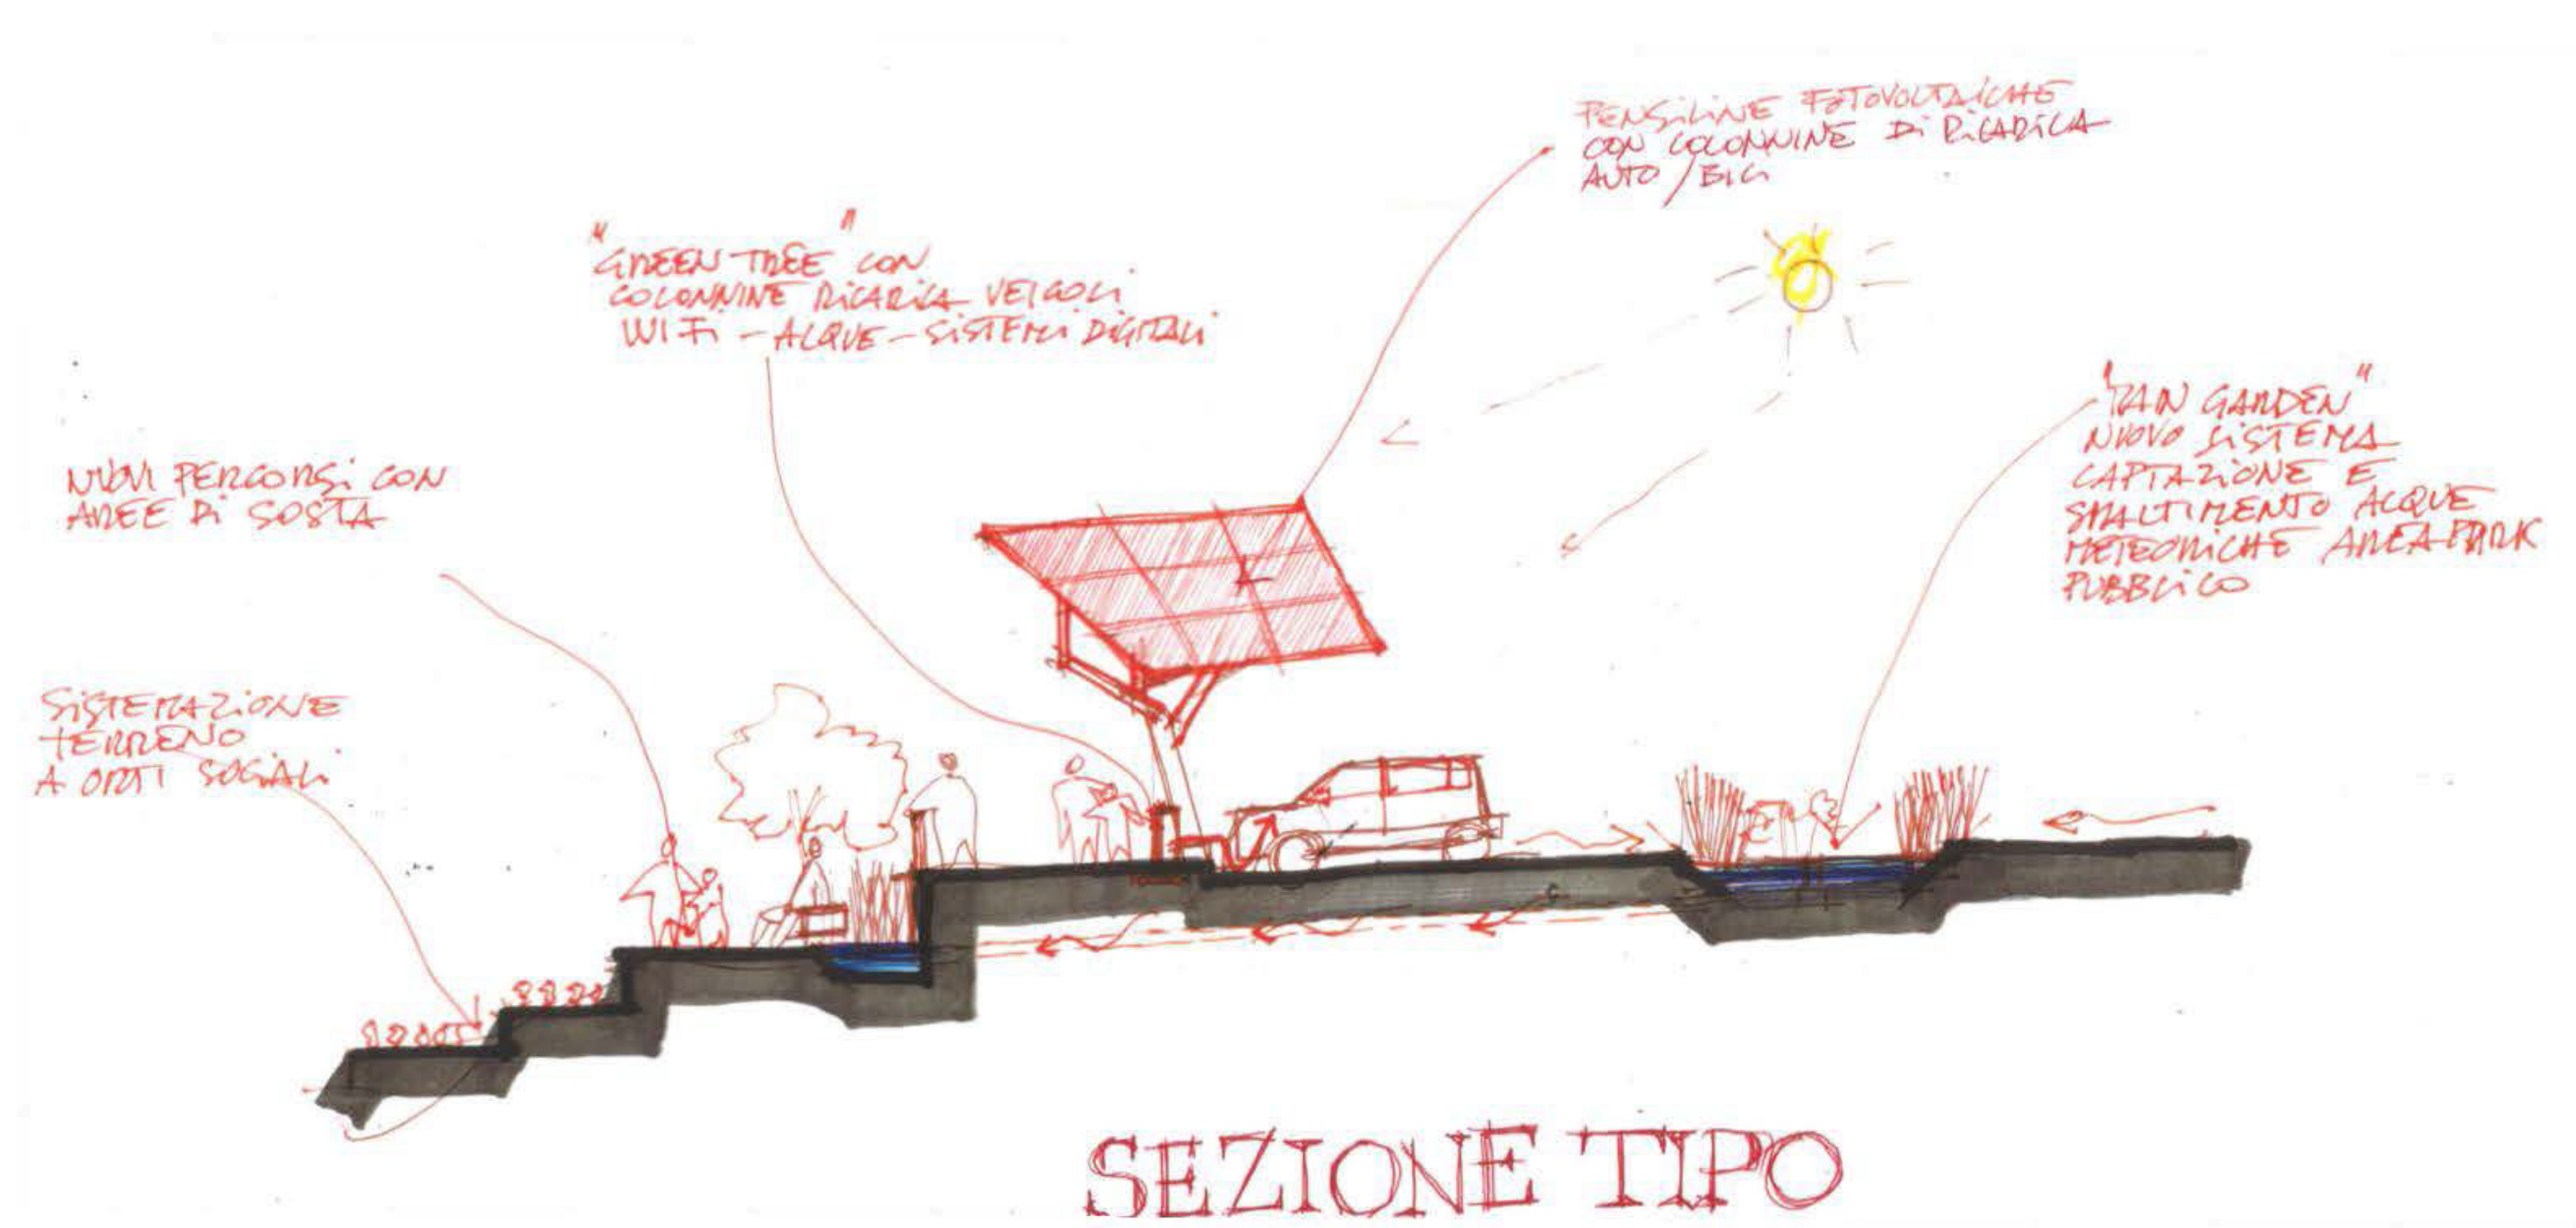 PENSILINE FOTOVOLTAICHE
CON COLONNINE DI RICARICA
AUTO / BICI
"GREEN TREE" CON
COLONNINE RICARICA VEICOLI
WI FI - ACQUE - SISTEMI DIGITALI
"RAIN GARDEN"
NUOVO SISTEMA
CAPTAZIONE E
SMALTIMENTO ACQUE
METEORICHE AREA PARK
PUBBLICO
NUOVI PERCORSI CON
AREE DI SOSTA
SISTEMAZIONE
TERRENO
A ORTI SOCIALI
SEZIONE TIPO